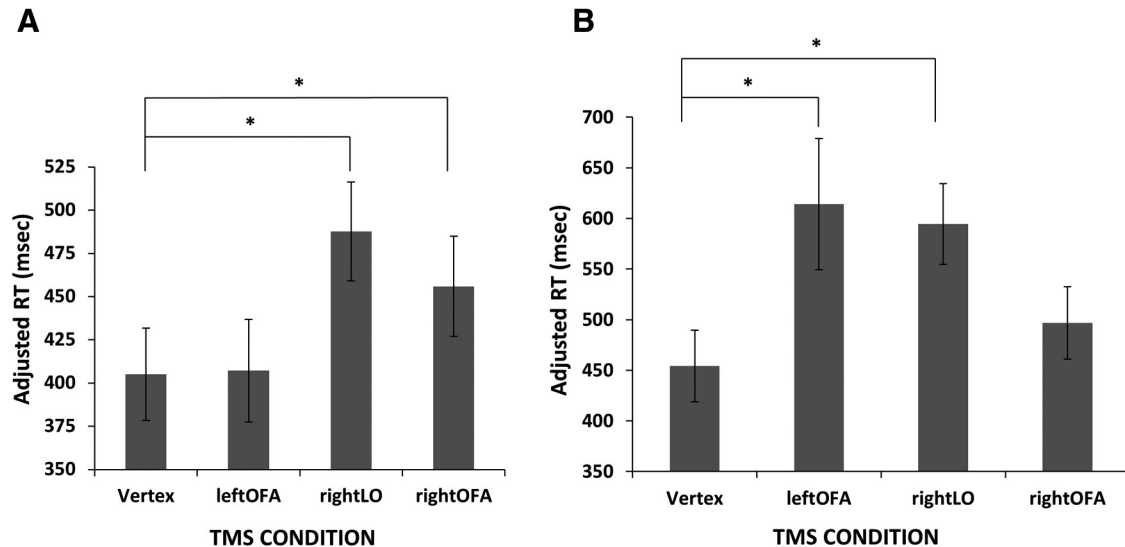 A
*
*
Adjusted RT (msec)
525
500
475
450
425
400
375
350
Vertex leftOFA rightLO rightOFA
TMS CONDITION
B
*
*
Adjusted RT (msec)
700
650
600
550
500
450
400
350
Vertex leftOFA rightLO rightOFA
TMS CONDITION